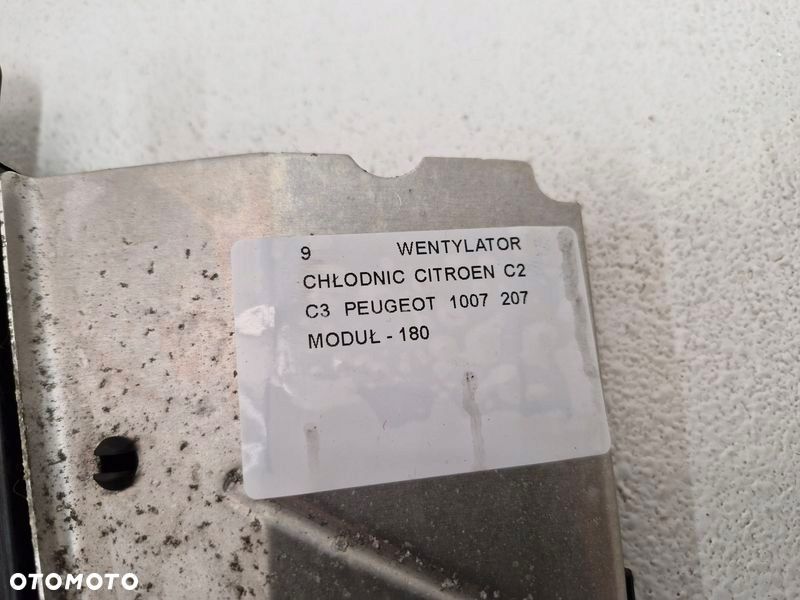 9 WENTYLATOR
CHŁODNIC CITROEN C2
C3 PEUGEOT 1007 207
MODUŁ - 180
OTOMOTO